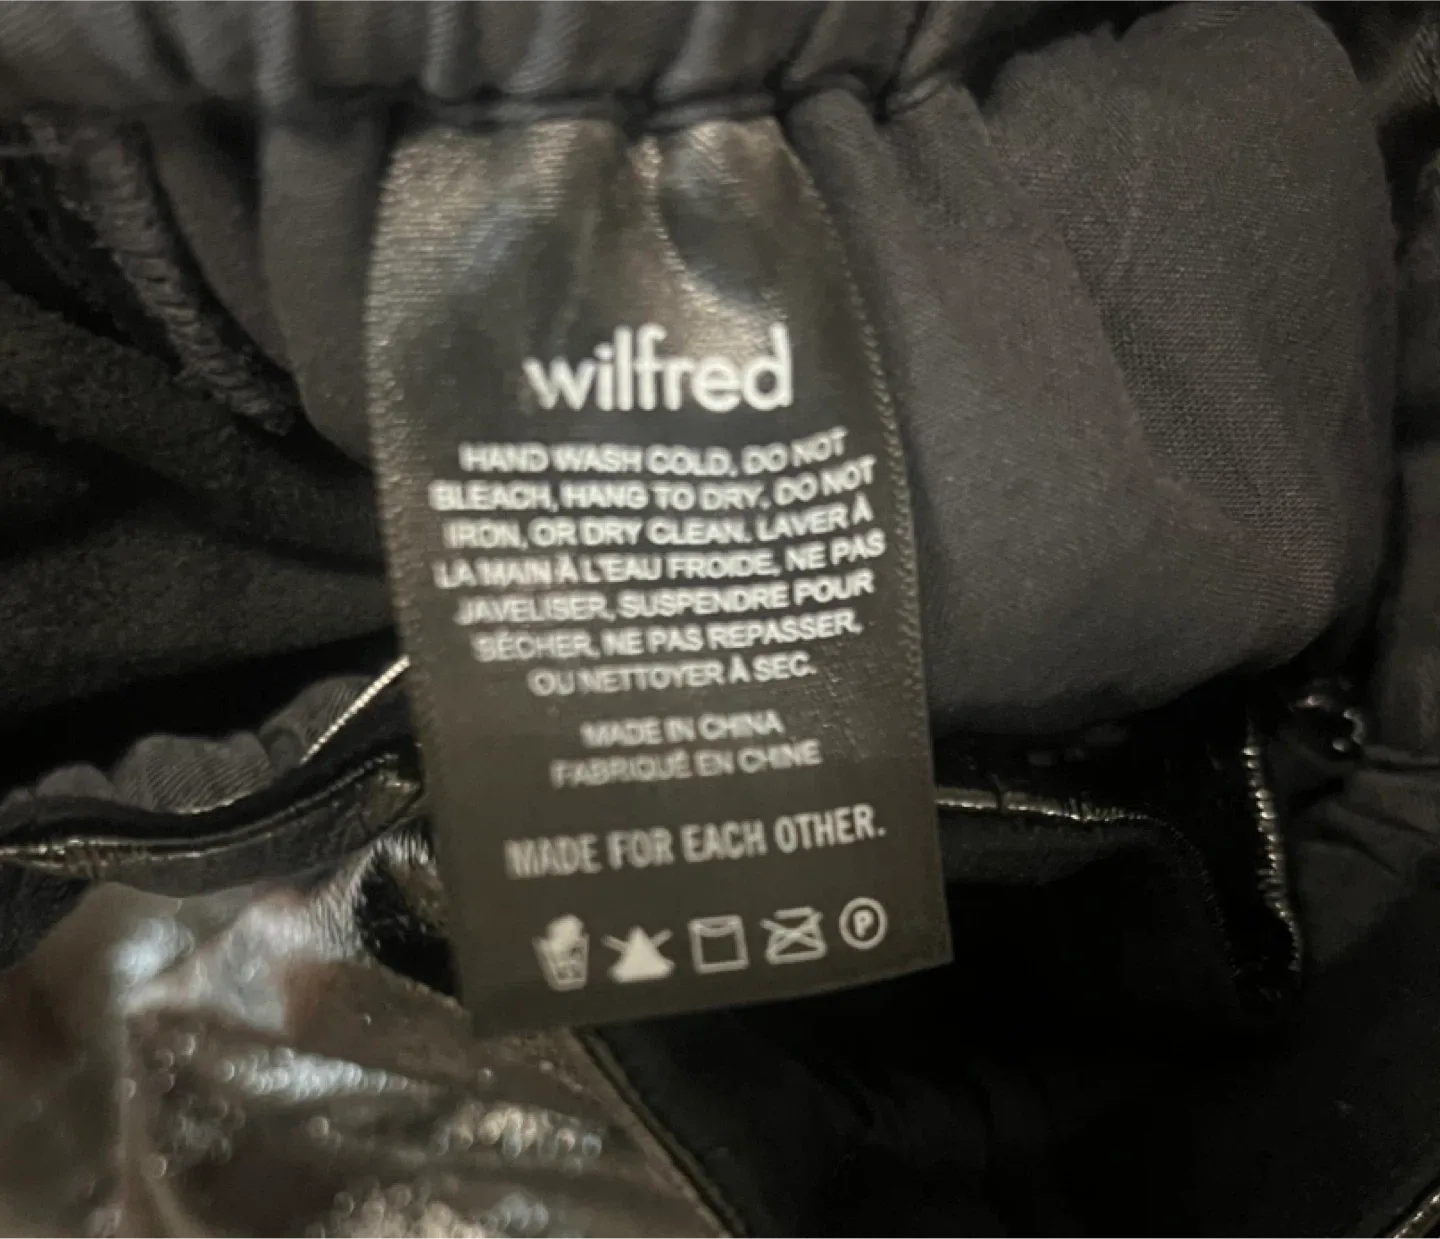 wilfred
HAND WASH COLD, DO NOT
BLEACH, HANG TO DRY. DO NOT
IRON, OR DRY CLEAN. LAVER À
LA MAIN À L'EAU FROIDE, NE PAS
JAVELISER, SUSPENDRE POUR
SÉCHER, NE PAS REPASSER,
OU NETTOYER À SEC.
MADE IN CHINA
FABRIQUÉ EN CHINE
MADE FOR EACH OTHER.
P